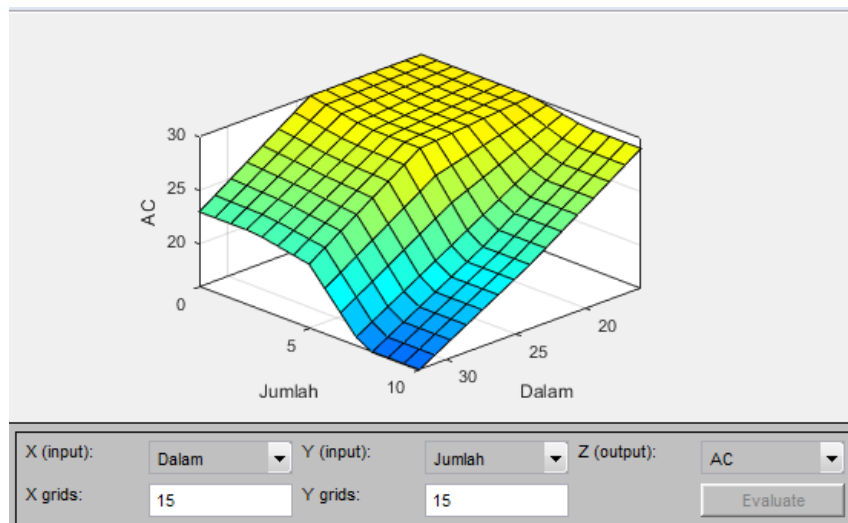 30
25
20
AC
0
5
10
Jumlah
30
25
20
Dalam
X (input): Dalam Y (input): Jumlah Z (output): AC
X grids: 15 Y grids: 15 Evaluate